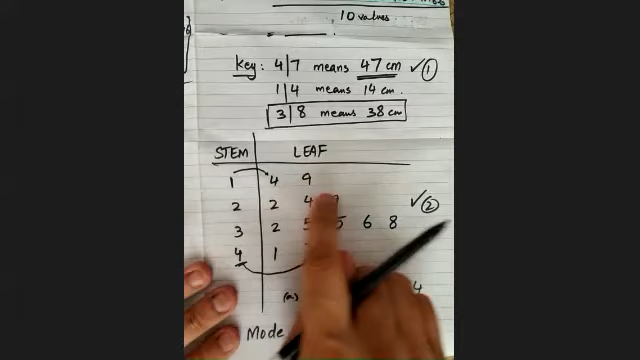 10 values
Key: 4|7 means 47 cm ✓①
1|4 means 14 cm.
3|8 means 38 cm
STEM LEAF
1 4 9
2 2 4 ✓②
3 2 5 5 6 8
4 1
(a) 4
Mode